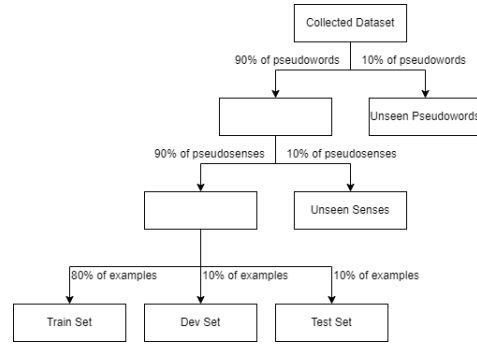 Collected Dataset
90% of pseudowords
10% of pseudowords
Unseen Pseudowords
90% of pseudosenses
10% of pseudosenses
Unseen Senses
80% of examples
10% of examples
10% of examples
Train Set
Dev Set
Test Set